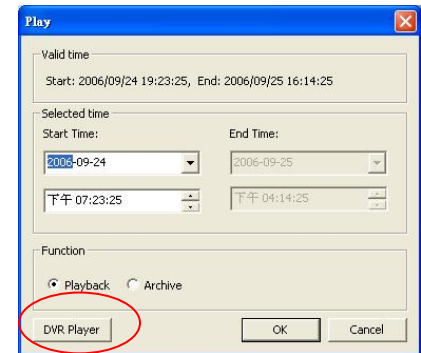 Play
Valid time
Start: 2006/09/24 19:23:25, End: 2006/09/25 16:14:25
Selected time
Start Time: End Time:
2006-09-24 2006-09-25
下午 07:23:25 下午 04:14:25
Function
Playback Archive
DVR Player OK Cancel